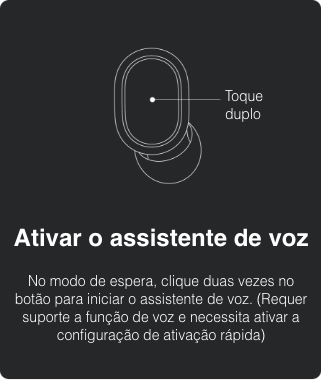 Toque
duplo
Ativar o assistente de voz
No modo de espera, clique duas vezes no
botão para iniciar o assistente de voz. (Requer
suporte a função de voz e necessita ativar a
configuração de ativação rápida)